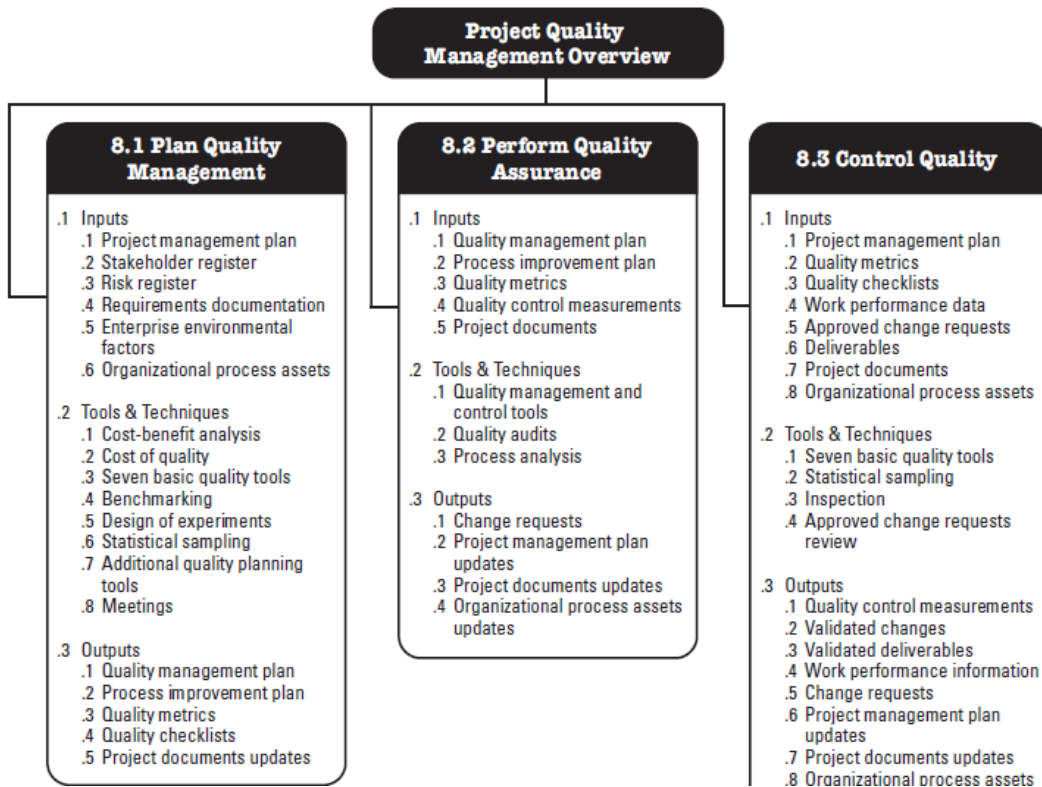 Project Quality
Management Overview
8.1 Plan Quality
Management
.1 Inputs
.1 Project management plan
.2 Stakeholder register
.3 Risk register
.4 Requirements documentation
.5 Enterprise environmental
factors
.6 Organizational process assets
.2 Tools & Techniques
.1 Cost-benefit analysis
.2 Cost of quality
.3 Seven basic quality tools
.4 Benchmarking
.5 Design of experiments
.6 Statistical sampling
.7 Additional quality planning
tools
.8 Meetings
.3 Outputs
.1 Quality management plan
.2 Process improvement plan
.3 Quality metrics
.4 Quality checklists
.5 Project documents updates
8.2 Perform Quality
Assurance
.1 Inputs
.1 Quality management plan
.2 Process improvement plan
.3 Quality metrics
.4 Quality control measurements
.5 Project documents
.2 Tools & Techniques
.1 Quality management and
control tools
.2 Quality audits
.3 Process analysis
.3 Outputs
.1 Change requests
.2 Project management plan
updates
.3 Project documents updates
.4 Organizational process assets
updates
8.3 Control Quality
.1 Inputs
.1 Project management plan
.2 Quality metrics
.3 Quality checklists
.4 Work performance data
.5 Approved change requests
.6 Deliverables
.7 Project documents
.8 Organizational process assets
.2 Tools & Techniques
.1 Seven basic quality tools
.2 Statistical sampling
.3 Inspection
.4 Approved change requests
review
.3 Outputs
.1 Quality control measurements
.2 Validated changes
.3 Validated deliverables
.4 Work performance information
.5 Change requests
.6 Project management plan
updates
.7 Project documents updates
.8 Organizational process assets